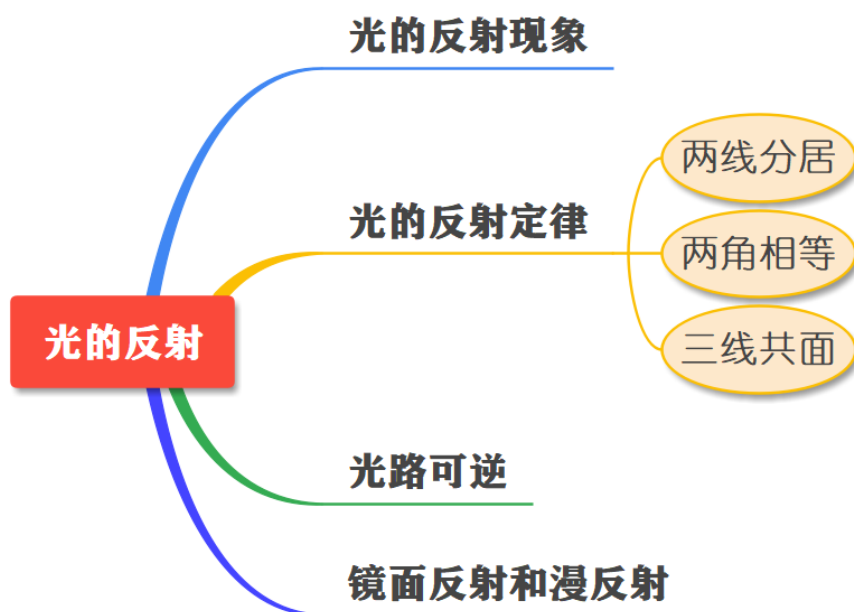 光的反射现象
两线分居
光的反射定律
两角相等
光的反射
三线共面
光路可逆
镜面反射和漫反射